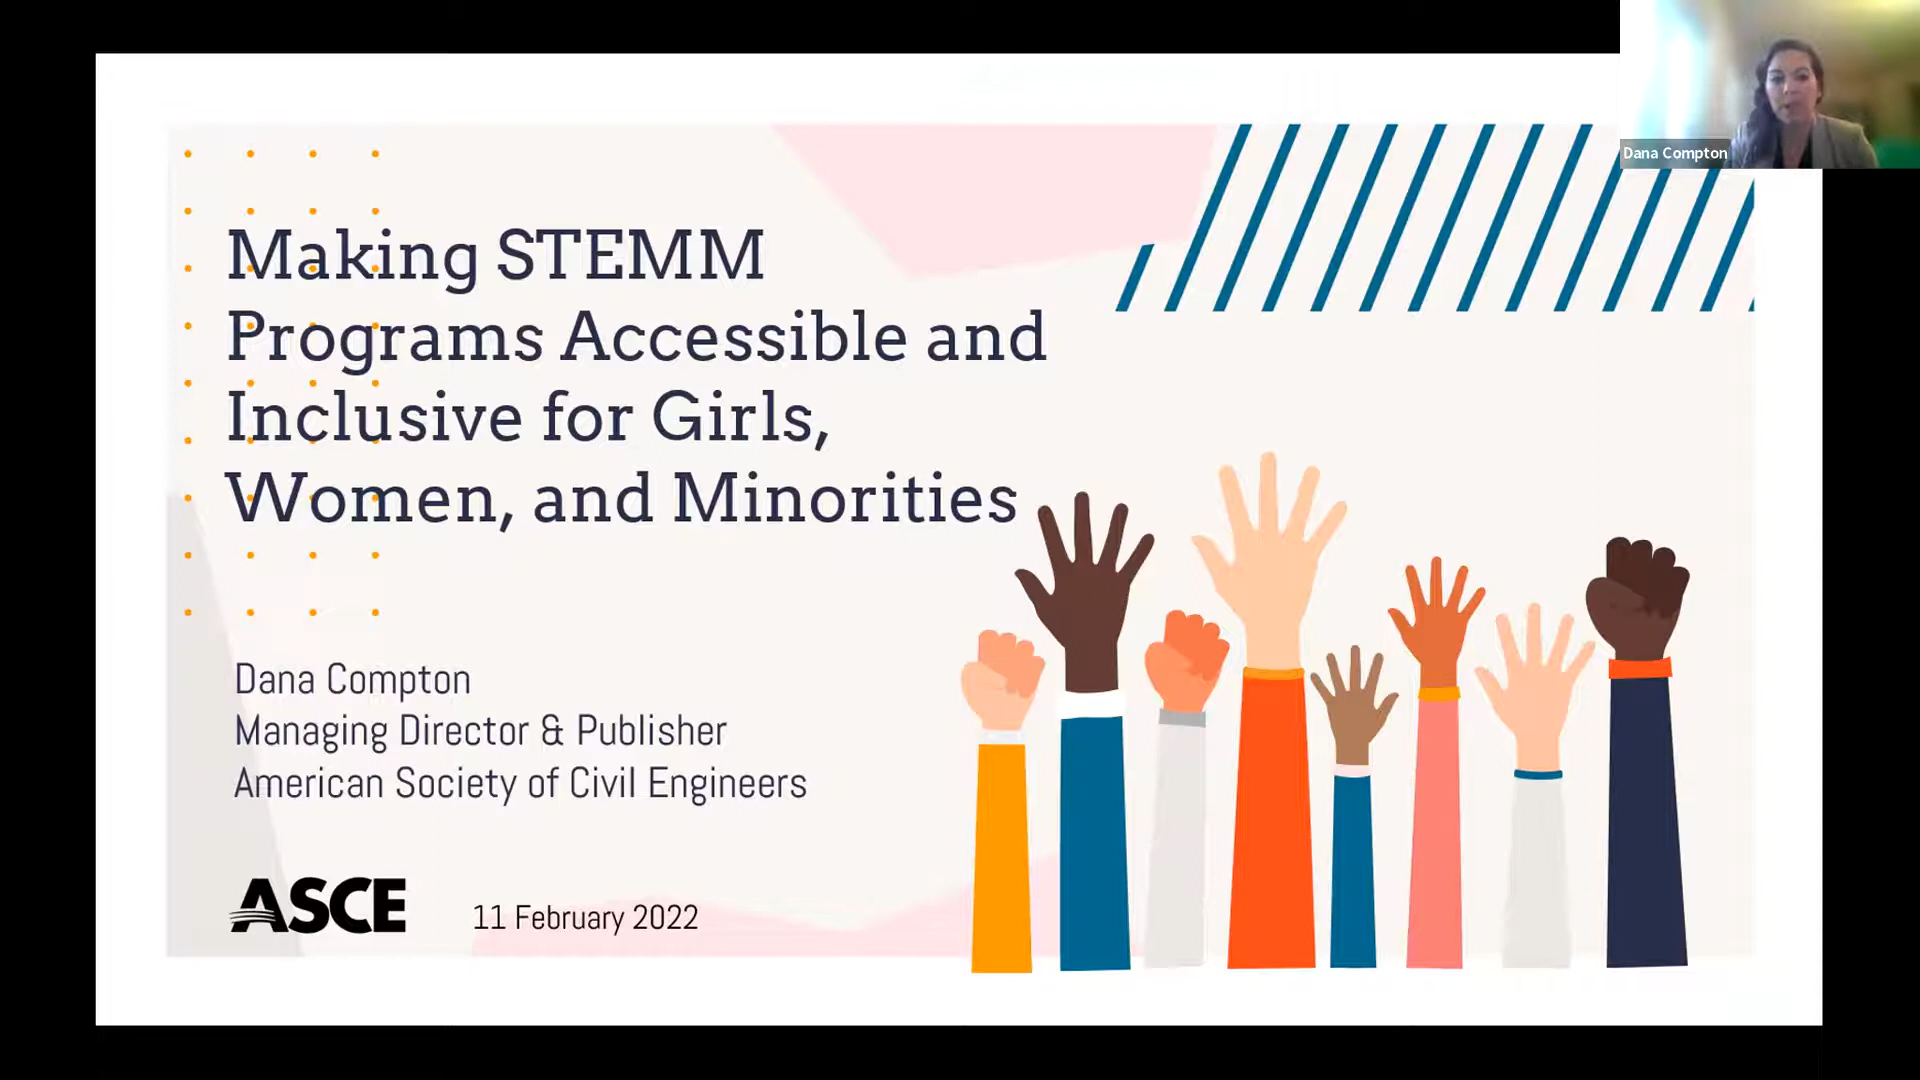 Dana Compton
Making STEMM
Programs Accessible and
Inclusive for Girls,
Women, and Minorities
Dana Compton
Managing Director & Publisher
American Society of Civil Engineers
ASCE
11 February 2022